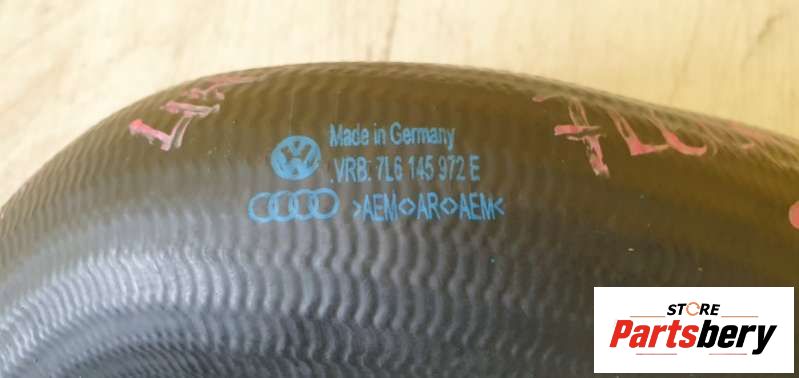 Made in Germany
VRB: 7L6 145 972 E
>AEM<>AR<>AEM<
STORE
Partsbery